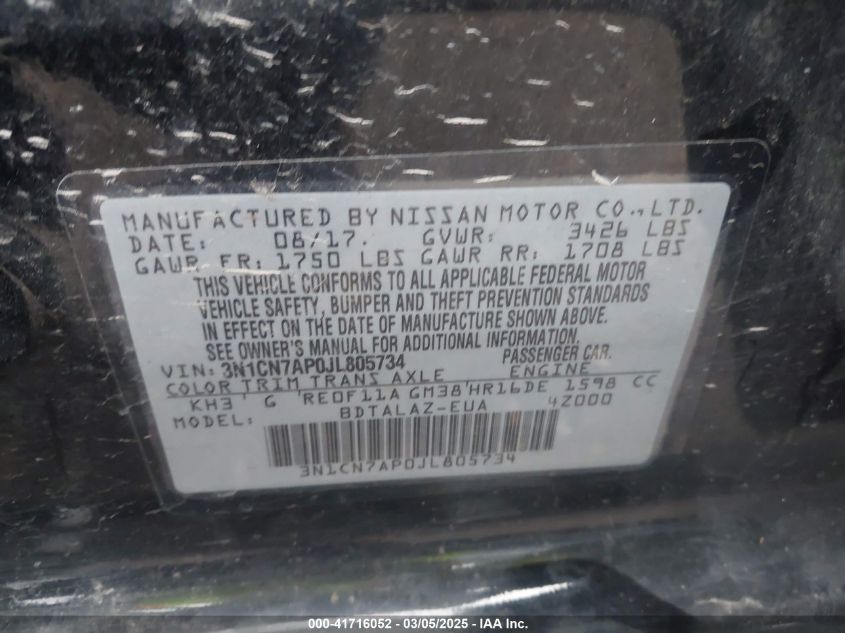 MANUFACTURED BY NISSAN MOTOR CO., LTD.
DATE: 08/17. GVWR: 3426 LBS
GAWR FR: 1750 LBS GAWR RR: 1708 LBS
THIS VEHICLE CONFORMS TO ALL APPLICABLE FEDERAL MOTOR
VEHICLE SAFETY, BUMPER AND THEFT PREVENTION STANDARDS
IN EFFECT ON THE DATE OF MANUFACTURE SHOWN ABOVE.
SEE OWNER'S MANUAL FOR ADDITIONAL INFORMATION.
VIN: 3N1CN7AP0JL805734 PASSENGER CAR.
COLOR TRIM TRANS AXLE ENGINE
KH3 ' G 'RE0F11A GM38'HR16DE 1598 CC
MODEL: BDTALAZ-EUA 4Z000
3N1CN7AP0JL805734
000-41716052 - 03/05/2025 - IAA Inc.